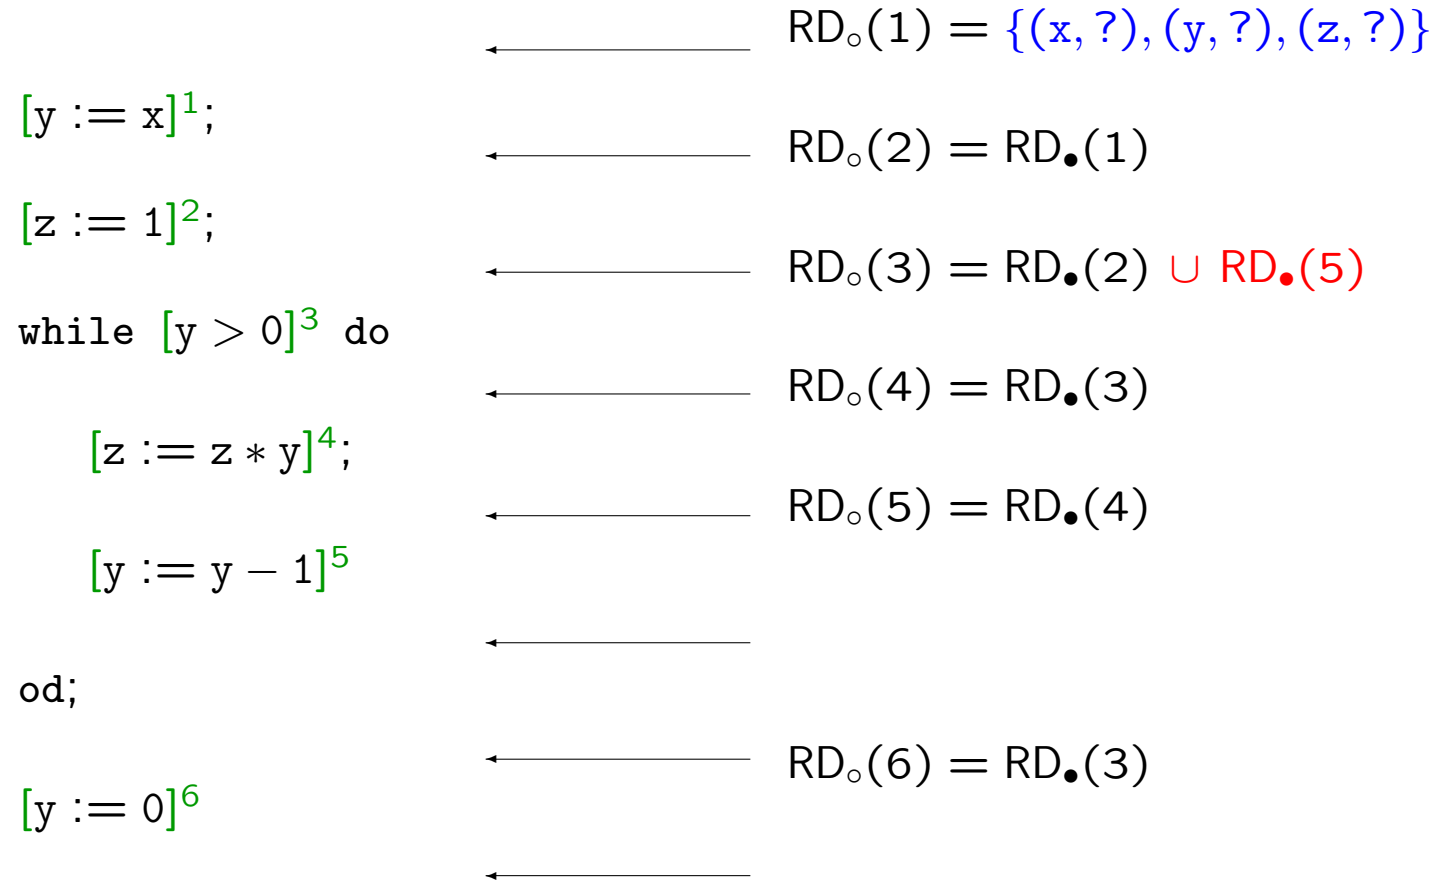 RD∘(1) = {(x, ?), (y, ?), (z, ?)}
[y := x]¹;
RD∘(2) = RD•(1)
[z := 1]²;
RD∘(3) = RD•(2) ∪ RD•(5)
while [y > 0]³ do
RD∘(4) = RD•(3)
[z := z * y]⁴;
RD∘(5) = RD•(4)
[y := y − 1]⁵
od;
RD∘(6) = RD•(3)
[y := 0]⁶